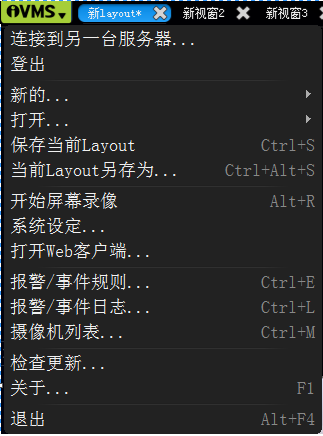 iVMS 新layout* 新视窗2 新视窗3
连接到另一台服务器...
登出
新的...
打开...
保存当前Layout Ctrl+S
当前Layout另存为... Ctrl+Alt+S
开始屏幕录像 Alt+R
系统设定...
打开Web客户端...
报警/事件规则... Ctrl+E
报警/事件日志... Ctrl+L
摄像机列表... Ctrl+M
检查更新...
关于... F1
退出 Alt+F4